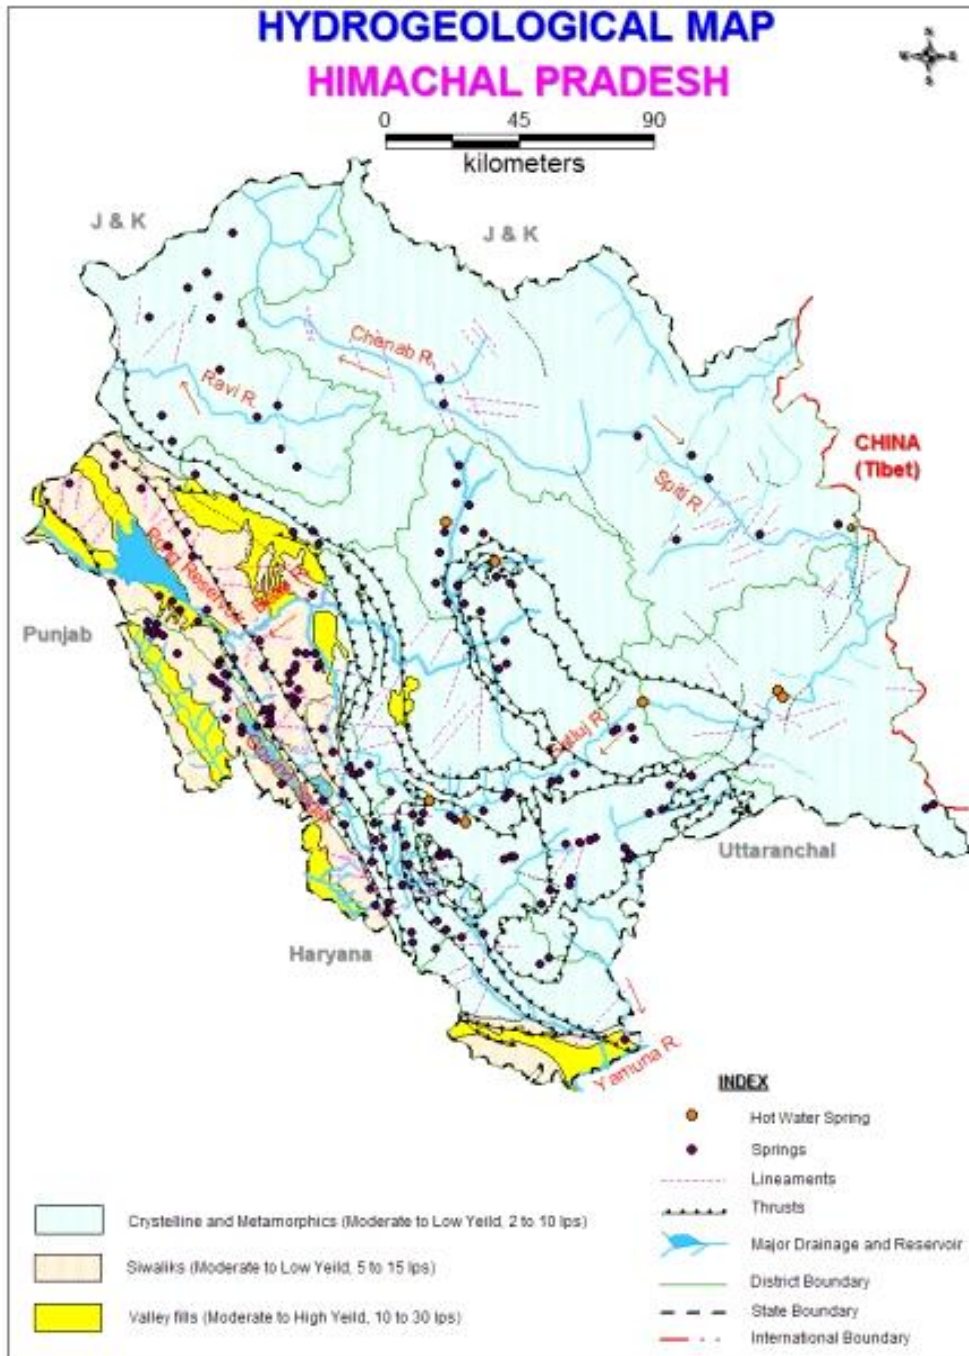 HYDROGEOLOGICAL MAP
HIMACHAL PRADESH
N
W E
S
0 45 90
kilometers
J & K
J & K
Chenab R.
Ravi R.
CHINA
(Tibet)
Spiti R.
Reservoir
Punjab
Satluj R.
Uttaranchal
Haryana
Yamuna R.
INDEX
Hot Water Spring
Springs
Lineaments
Thrusts
Major Drainage and Reservoir
District Boundary
State Boundary
International Boundary
Crystelline and Metamorphics (Moderate to Low Yeild, 2 to 10 lps)
Siwaliks (Moderate to Low Yeild, 5 to 15 lps)
Valley fills (Moderate to High Yeild, 10 to 30 lps)